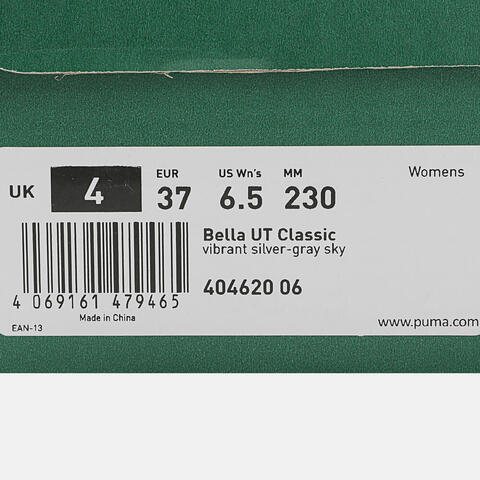 UK 4 EUR 37 US Wn's 6.5 MM 230 Womens
Bella UT Classic
vibrant silver-gray sky
404620 06
4 069161 479465
Made in China
EAN-13
www.puma.com